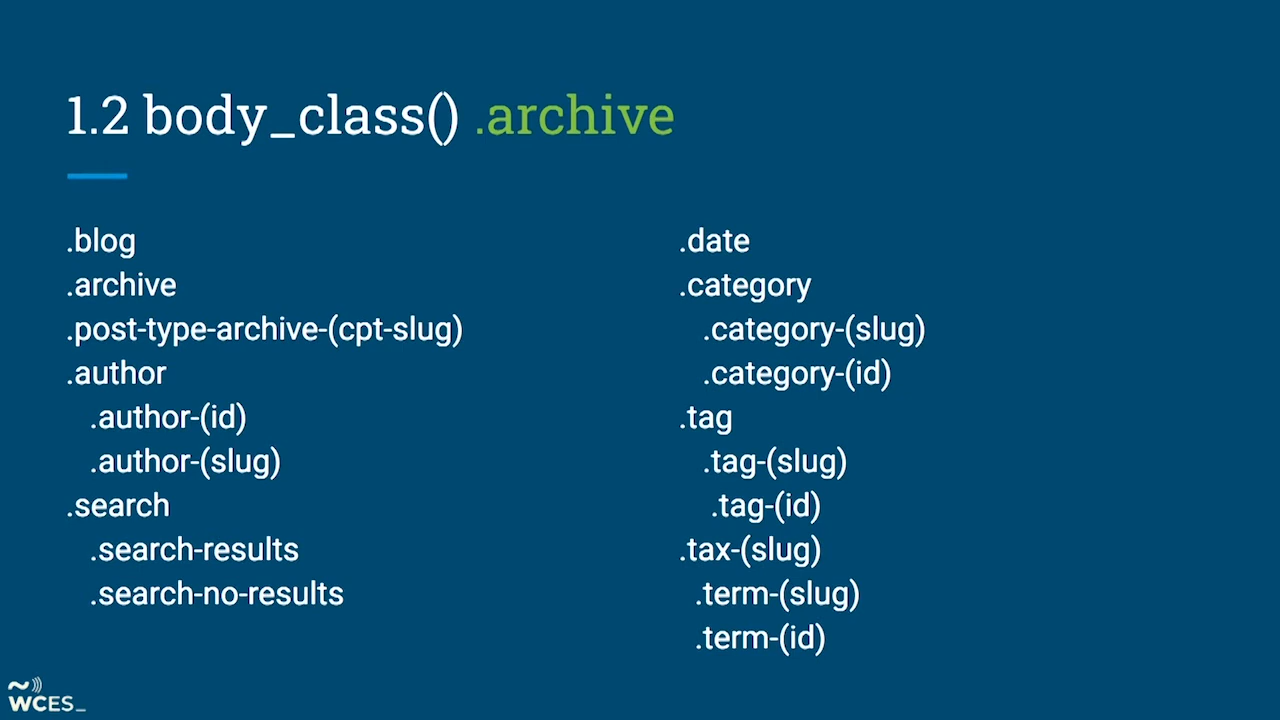 1.2 body_class() .archive
.blog
.archive
.post-type-archive-(cpt-slug)
.author
.author-(id)
.author-(slug)
.search
.search-results
.search-no-results
.date
.category
.category-(slug)
.category-(id)
.tag
.tag-(slug)
.tag-(id)
.tax-(slug)
.term-(slug)
.term-(id)
WCES_